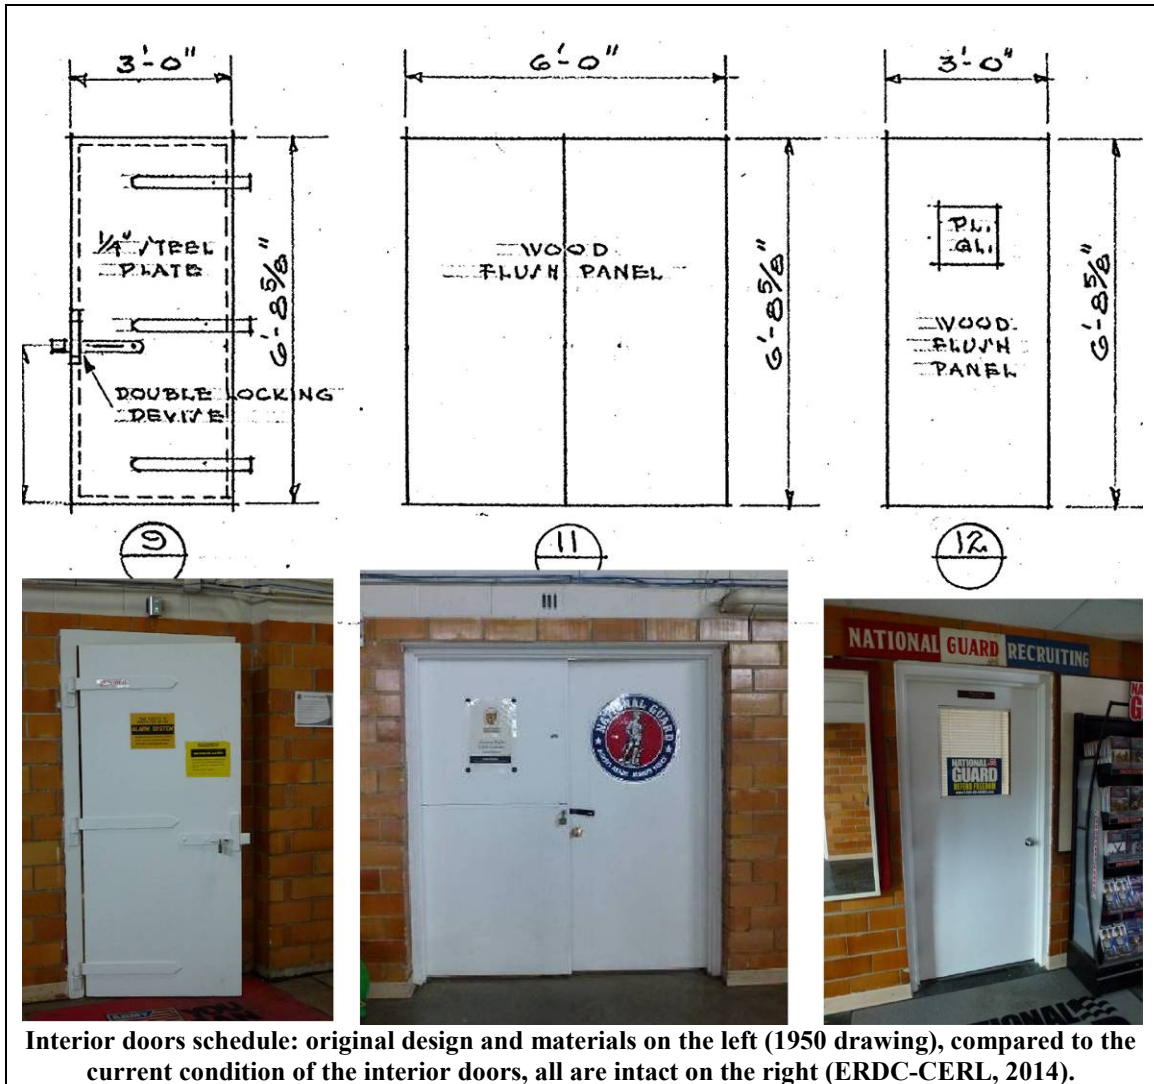 3'-0"
6'-0"
3'-0"
1/4" STEEL
PLATE
6'-8 5/8"
DOUBLE LOCKING
DEVISE
WOOD
FLUSH PANEL
6'-8 5/8"
PL.
GL.
WOOD
FLUSH
PANEL
6'-8 5/8"
9
11
12
ALARM SYSTEM
ARMY
YOU
111
NATIONAL GUARD
NATIONAL GUARD RECRUITING
NATIONAL
GUARD
DEFEND FREEDOM
Interior doors schedule: original design and materials on the left (1950 drawing), compared to the
current condition of the interior doors, all are intact on the right (ERDC-CERL, 2014).